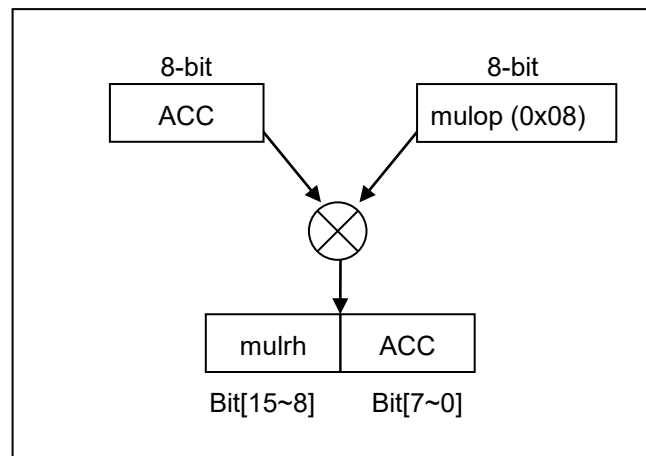 8-bit 8-bit
ACC mulop (0x08)
mulrh ACC
Bit[15~8] Bit[7~0]